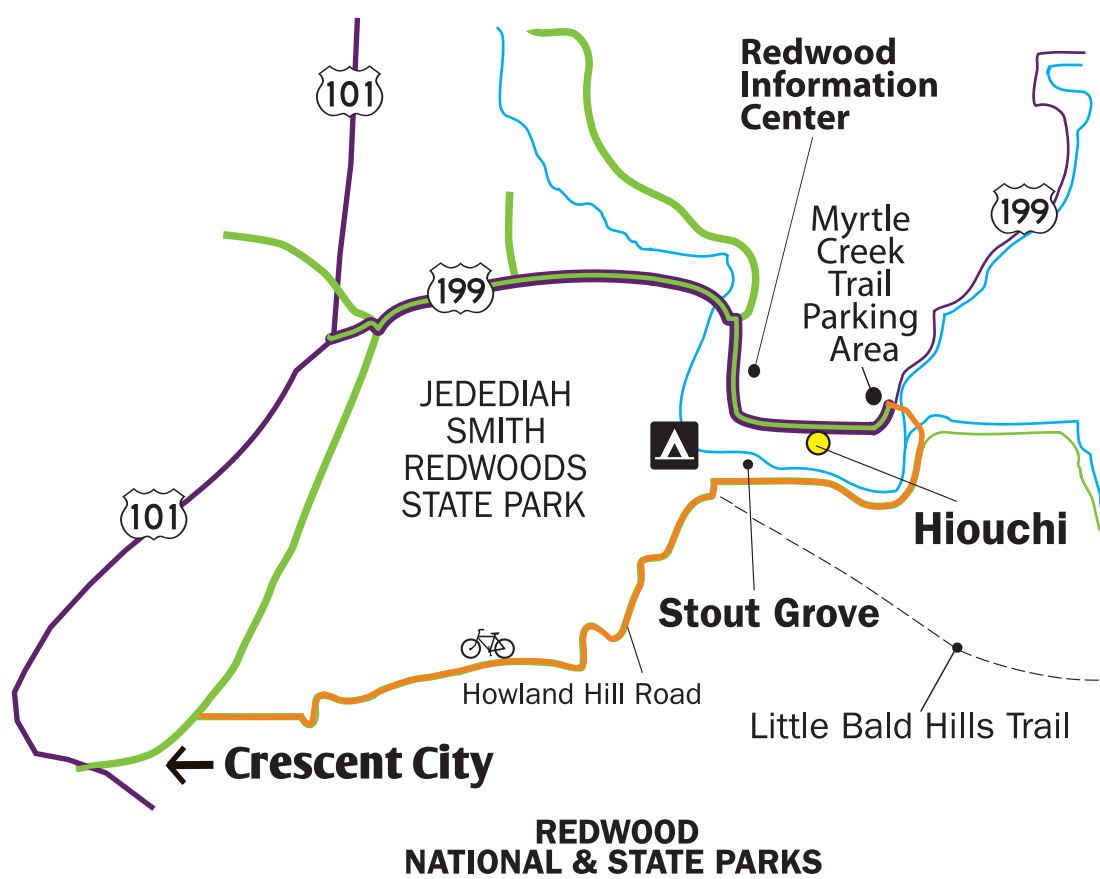 101
Redwood
Information
Center
199
Myrtle
Creek
Trail
Parking
Area
199
JEDEDIAH
SMITH
REDWOODS
STATE PARK
101
Hiouchi
Stout Grove
Howland Hill Road
Little Bald Hills Trail
Crescent City
REDWOOD
NATIONAL & STATE PARKS